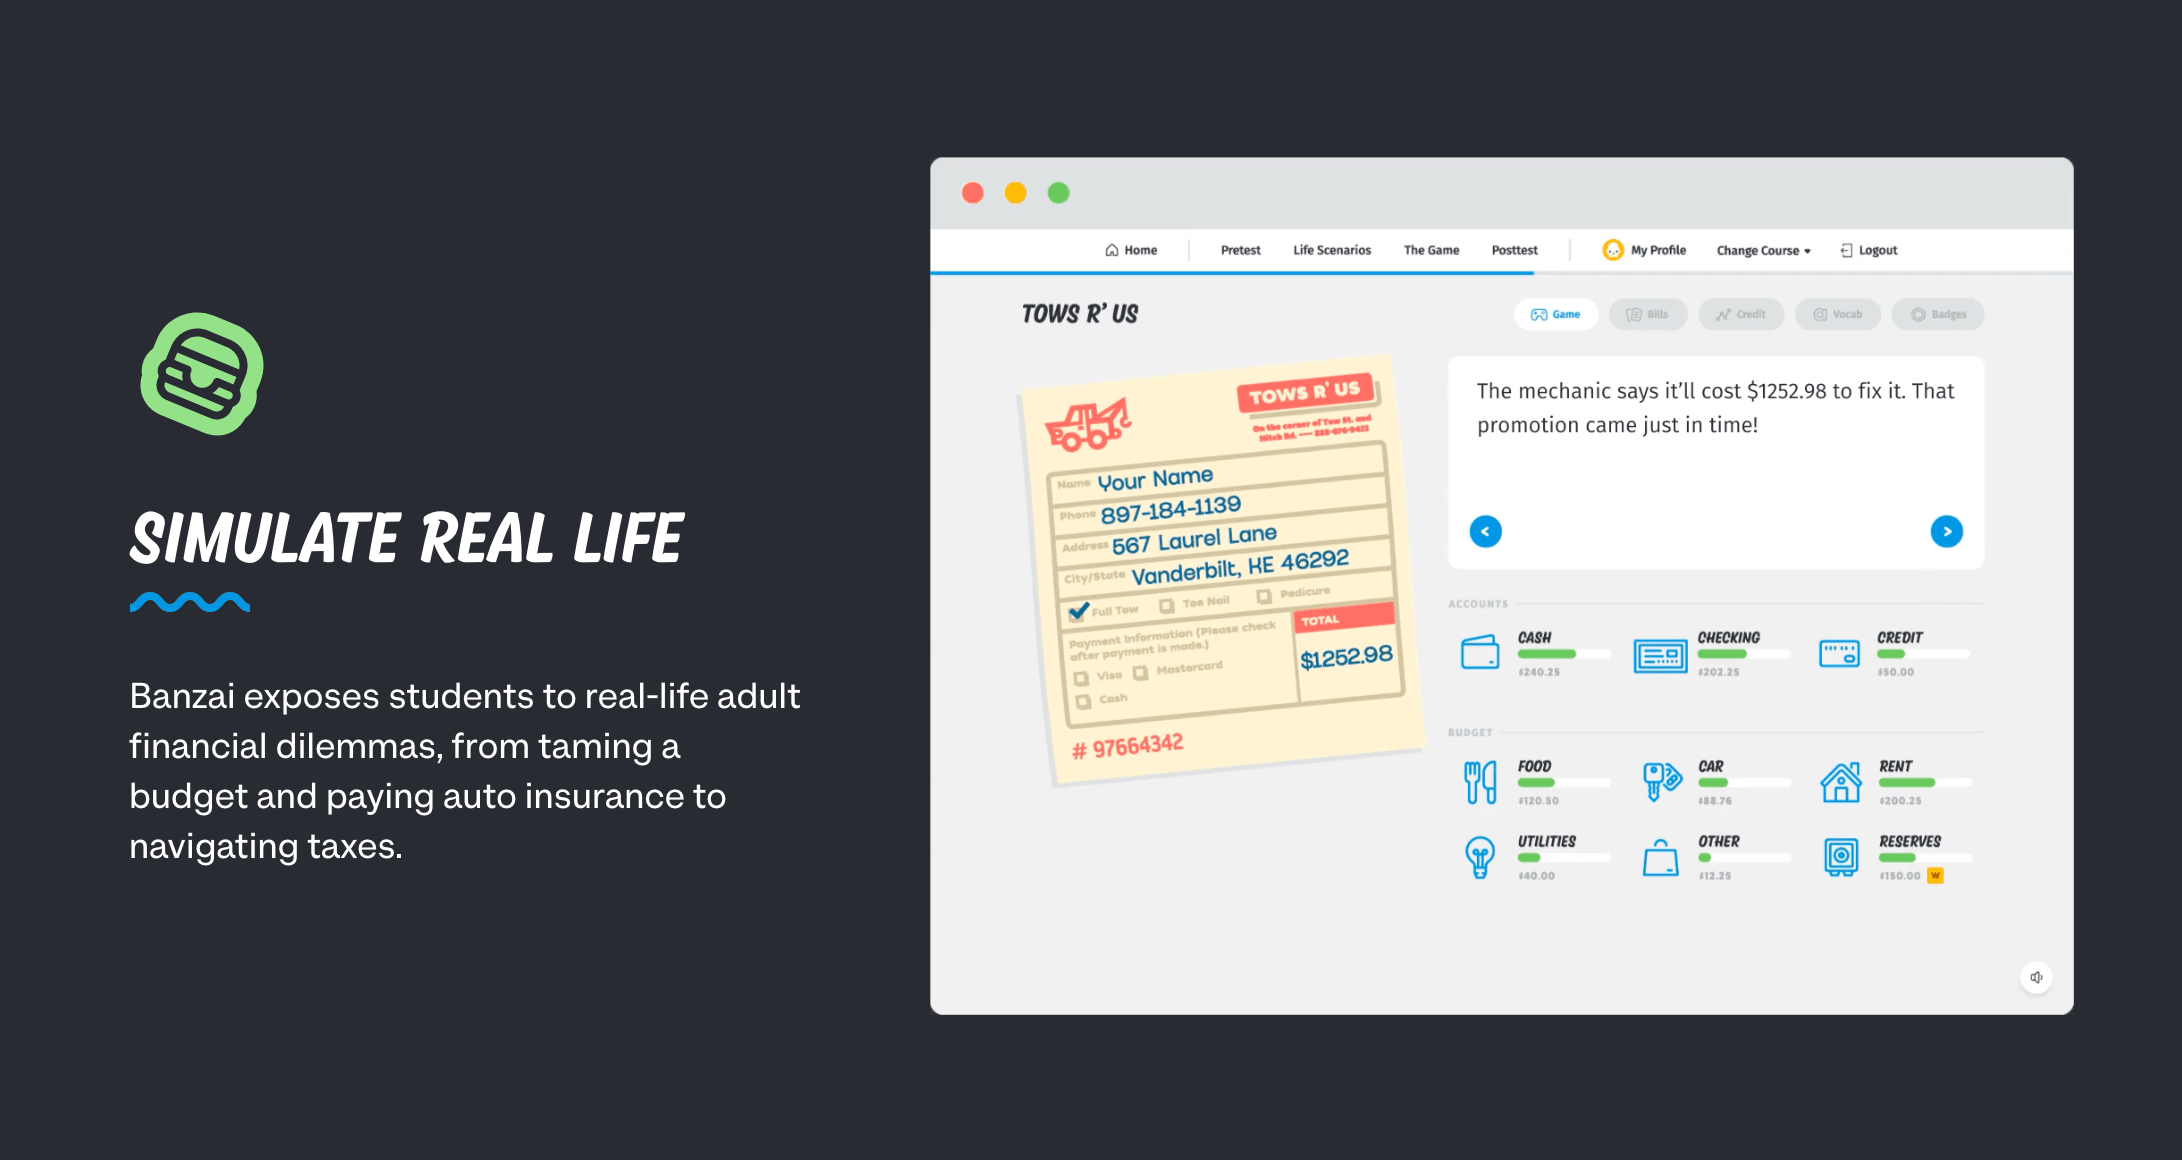 SIMULATE REAL LIFE
Banzai exposes students to real-life adult
financial dilemmas, from taming a
budget and paying auto insurance to
navigating taxes.
Home Pretest Life Scenarios The Game Posttest My Profile Change Course Logout
TOWS R' US
Game Bills Credit Vocab Badges
TOWS R' US
On the corner of Tow St. and
Hitch Rd.
Name Your Name
Phone 897-184-1139
Address 567 Laurel Lane
City/State Vanderbilt, KE 46292
Full Tow Toe Nail Pedicure
Payment Information (Please check
after payment is made.)
Visa Mastercard
Cash
TOTAL
$1252.98
# 97664342
The mechanic says it'll cost $1252.98 to fix it. That
promotion came just in time!
ACCOUNTS
CASH CHECKING CREDIT
$240.25 $202.25 $50.00
BUDGET
FOOD CAR RENT
$120.50 $88.76 $200.25
UTILITIES OTHER RESERVES
$40.00 $12.25 $150.00 W